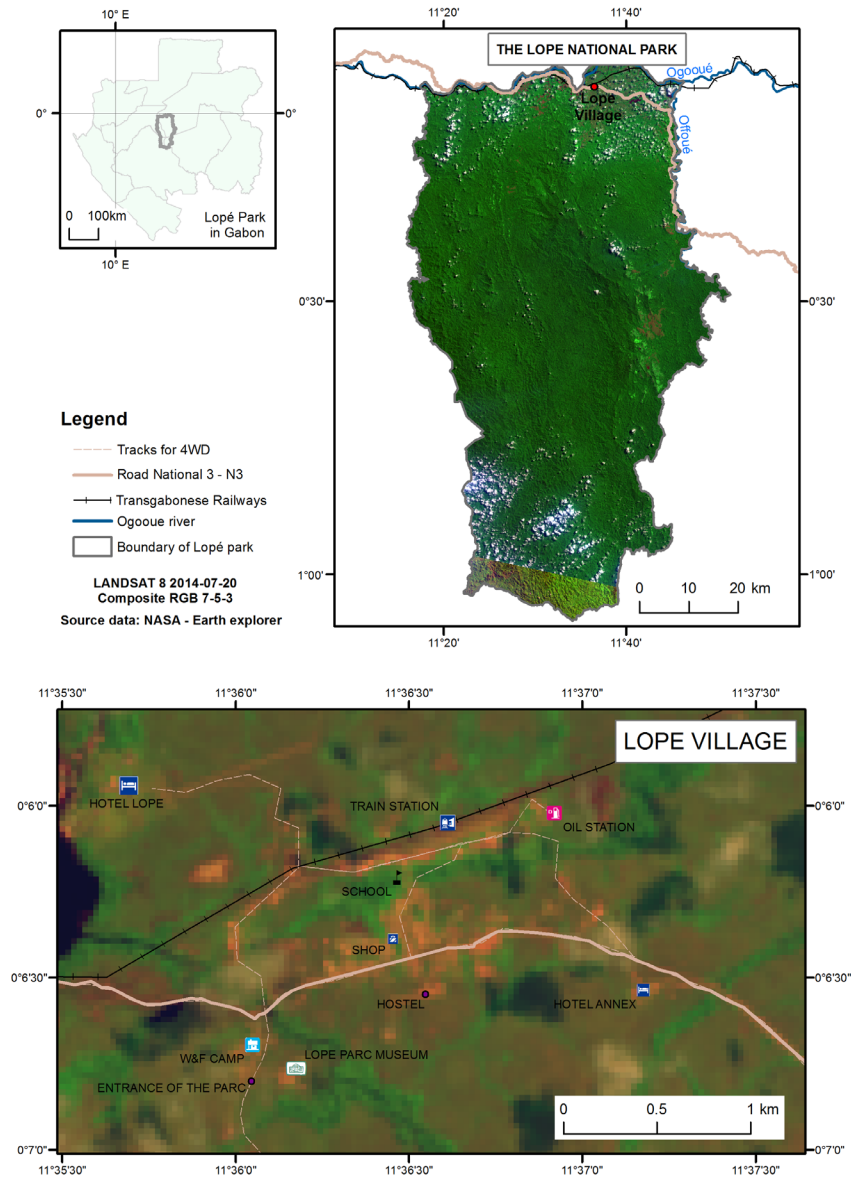 10° E
0°
0°
0 100km
Lopé Park
in Gabon
10° E
11°20'
11°40'
THE LOPE NATIONAL PARK
Ogooué
Lopé
Village
Offoué
0°30'
0°30'
1°00'
1°00'
0 10 20 km
11°20'
11°40'
Legend
Tracks for 4WD
Road National 3 - N3
Transgabonese Railways
Ogooue river
Boundary of Lopé park
LANDSAT 8 2014-07-20
Composite RGB 7-5-3
Source data: NASA - Earth explorer
11°35'30"
11°36'0"
11°36'30"
11°37'0"
11°37'30"
LOPE VILLAGE
0°6'0"
0°6'0"
HOTEL LOPE
TRAIN STATION
OIL STATION
SCHOOL
SHOP
0°6'30"
0°6'30"
HOSTEL
HOTEL ANNEX
W&F CAMP
LOPE PARC MUSEUM
ENTRANCE OF THE PARC
0 0.5 1 km
0°7'0"
0°7'0"
11°35'30"
11°36'0"
11°36'30"
11°37'0"
11°37'30"